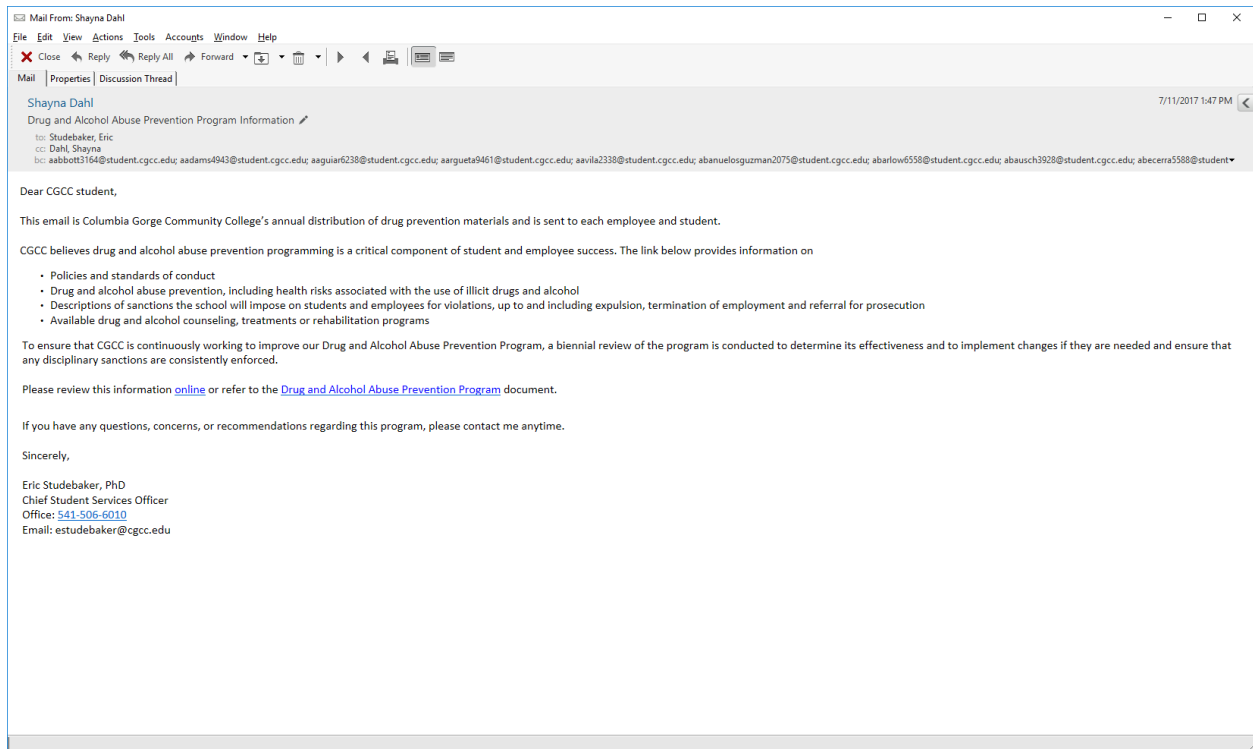 Mail From: Shayna Dahl
File Edit View Actions Tools Accounts Window Help
Close Reply Reply All Forward
Mail Properties Discussion Thread
Shayna Dahl 7/11/2017 1:47 PM
Drug and Alcohol Abuse Prevention Program Information
to: Studebaker, Eric
cc: Dahl, Shayna
bc: aabbott3164@student.cgcc.edu; aadams4943@student.cgcc.edu; aaguiar6238@student.cgcc.edu; aargueta9461@student.cgcc.edu; aavila2338@student.cgcc.edu; abanuelosguzman2075@student.cgcc.edu; abarlow6558@student.cgcc.edu; abausch3928@student.cgcc.edu; abecerra5588@student
Dear CGCC student,
This email is Columbia Gorge Community College's annual distribution of drug prevention materials and is sent to each employee and student.
CGCC believes drug and alcohol abuse prevention programming is a critical component of student and employee success. The link below provides information on
• Policies and standards of conduct
• Drug and alcohol abuse prevention, including health risks associated with the use of illicit drugs and alcohol
• Descriptions of sanctions the school will impose on students and employees for violations, up to and including expulsion, termination of employment and referral for prosecution
• Available drug and alcohol counseling, treatments or rehabilitation programs
To ensure that CGCC is continuously working to improve our Drug and Alcohol Abuse Prevention Program, a biennial review of the program is conducted to determine its effectiveness and to implement changes if they are needed and ensure that
any disciplinary sanctions are consistently enforced.
Please review this information online or refer to the Drug and Alcohol Abuse Prevention Program document.
If you have any questions, concerns, or recommendations regarding this program, please contact me anytime.
Sincerely,
Eric Studebaker, PhD
Chief Student Services Officer
Office: 541-506-6010
Email: estudebaker@cgcc.edu